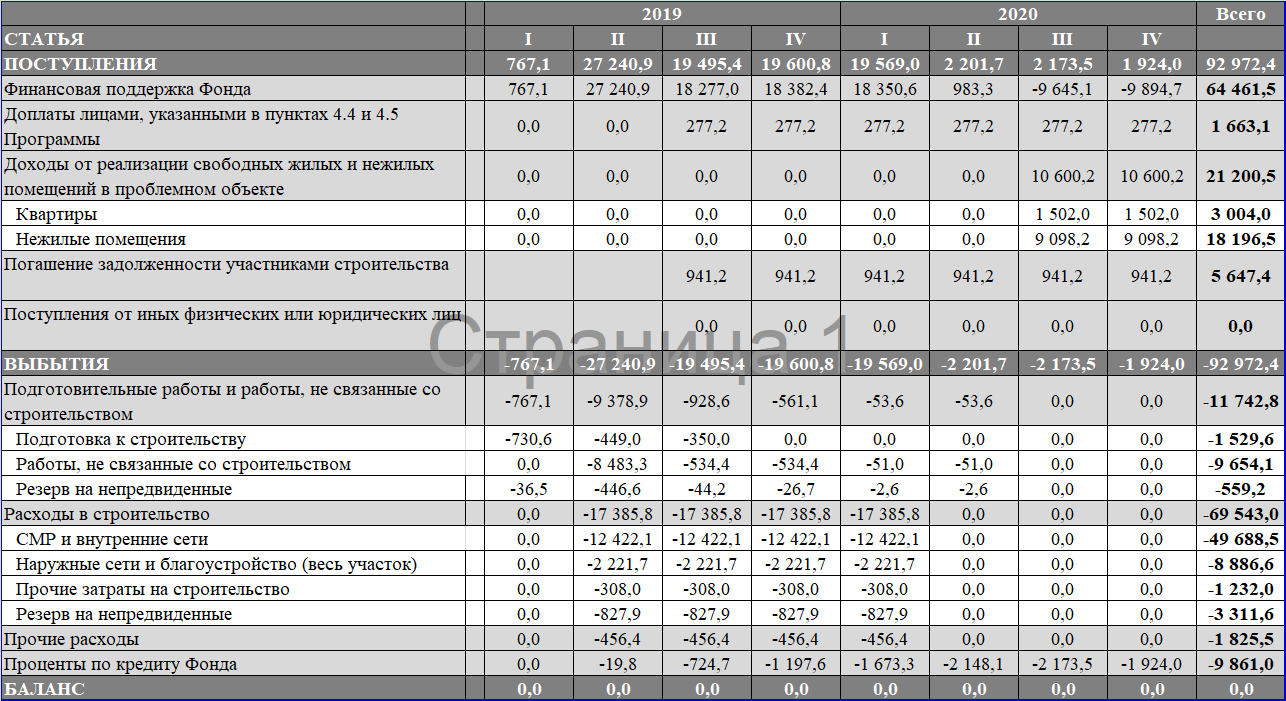 2019 2020 Всего
СТАТЬЯ I II III IV I II III IV
ПОСТУПЛЕНИЯ 767,1 27 240,9 19 495,4 19 600,8 19 569,0 2 201,7 2 173,5 1 924,0 92 972,4
Финансовая поддержка Фонда 767,1 27 240,9 18 277,0 18 382,4 18 350,6 983,3 -9 645,1 -9 894,7 64 461,5
Доплаты лицами, указанными в пунктах 4.4 и 4.5
Программы 0,0 0,0 277,2 277,2 277,2 277,2 277,2 277,2 1 663,1
Доходы от реализации свободных жилых и нежилых
помещений в проблемном объекте 0,0 0,0 0,0 0,0 0,0 0,0 10 600,2 10 600,2 21 200,5
Квартиры 0,0 0,0 0,0 0,0 0,0 0,0 1 502,0 1 502,0 3 004,0
Нежилые помещения 0,0 0,0 0,0 0,0 0,0 0,0 9 098,2 9 098,2 18 196,5
Погашение задолженности участниками строительства 941,2 941,2 941,2 941,2 941,2 941,2 5 647,4
Поступления от иных физических или юридических лиц 0,0 0,0 0,0 0,0 0,0 0,0 0,0
Страница 1
ВЫБЫТИЯ -767,1 -27 240,9 -19 495,4 -19 600,8 -19 569,0 -2 201,7 -2 173,5 -1 924,0 -92 972,4
Подготовительные работы и работы, не связанные со
строительством -767,1 -9 378,9 -928,6 -561,1 -53,6 -53,6 0,0 0,0 -11 742,8
Подготовка к строительству -730,6 -449,0 -350,0 0,0 0,0 0,0 0,0 0,0 -1 529,6
Работы, не связанные со строительством 0,0 -8 483,3 -534,4 -534,4 -51,0 -51,0 0,0 0,0 -9 654,1
Резерв на непредвиденные -36,5 -446,6 -44,2 -26,7 -2,6 -2,6 0,0 0,0 -559,2
Расходы в строительство 0,0 -17 385,8 -17 385,8 -17 385,8 -17 385,8 0,0 0,0 0,0 -69 543,0
СМР и внутренние сети 0,0 -12 422,1 -12 422,1 -12 422,1 -12 422,1 0,0 0,0 0,0 -49 688,5
Наружные сети и благоустройство (весь участок) 0,0 -2 221,7 -2 221,7 -2 221,7 -2 221,7 0,0 0,0 0,0 -8 886,6
Прочие затраты на строительство 0,0 -308,0 -308,0 -308,0 -308,0 0,0 0,0 0,0 -1 232,0
Резерв на непредвиденные 0,0 -827,9 -827,9 -827,9 -827,9 0,0 0,0 0,0 -3 311,6
Прочие расходы 0,0 -456,4 -456,4 -456,4 -456,4 0,0 0,0 0,0 -1 825,5
Проценты по кредиту Фонда 0,0 -19,8 -724,7 -1 197,6 -1 673,3 -2 148,1 -2 173,5 -1 924,0 -9 861,0
БАЛАНС 0,0 0,0 0,0 0,0 0,0 0,0 0,0 0,0 0,0